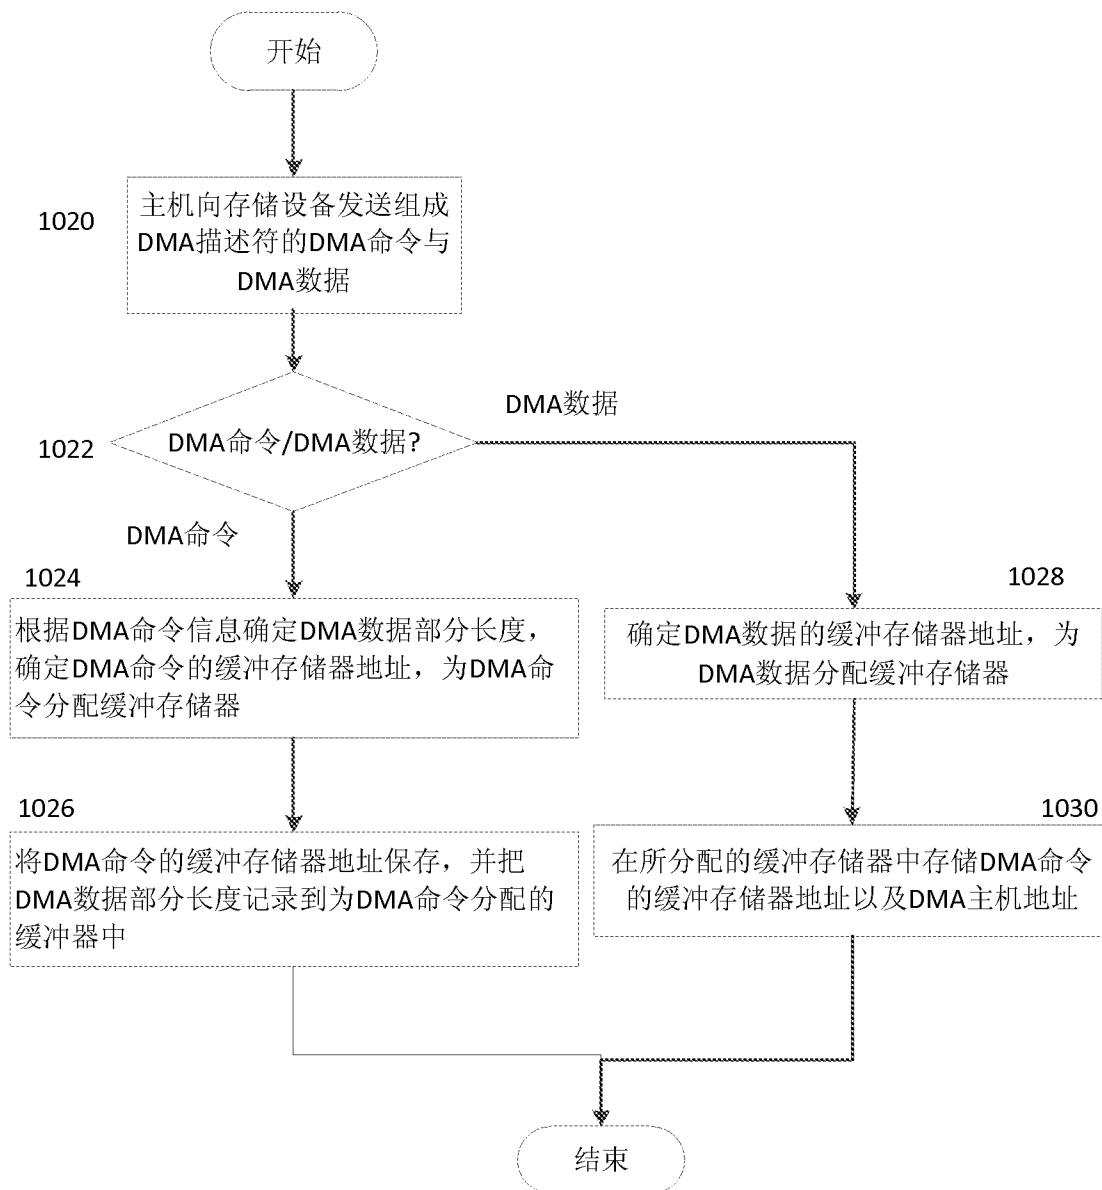 开始
1020
主机向存储设备发送组成
DMA描述符的DMA命令与
DMA数据
DMA数据
1022
DMA命令/DMA数据?
DMA命令
1024
根据DMA命令信息确定DMA数据部分长度，
确定DMA命令的缓冲存储器地址，为DMA命
令分配缓冲存储器
1028
确定DMA数据的缓冲存储器地址，为
DMA数据分配缓冲存储器
1026
将DMA命令的缓冲存储器地址保存，并把
DMA数据部分长度记录到为DMA命令分配的
缓冲器中
1030
在所分配的缓冲存储器中存储DMA命令
的缓冲存储器地址以及DMA主机地址
结束